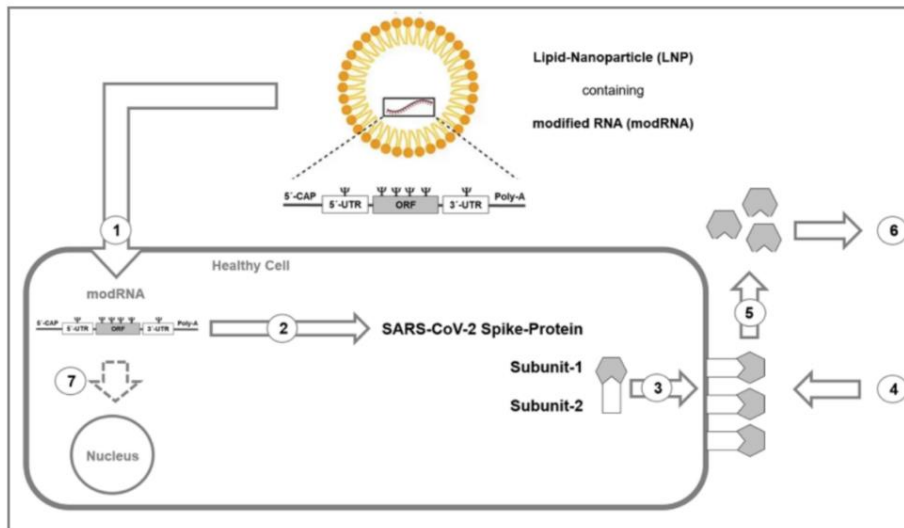 Lipid-Nanoparticle (LNP)
containing
modified RNA (modRNA)
Ψ Ψ Ψ Ψ Ψ Ψ
5´-CAP 5´-UTR ORF 3´-UTR Poly-A
1
6
Healthy Cell
modRNA
Ψ Ψ Ψ Ψ Ψ Ψ
5´-CAP 5´-UTR ORF 3´-UTR Poly-A
2
SARS-CoV-2 Spike-Protein
5
Subunit-1
7
3
4
Subunit-2
Nucleus